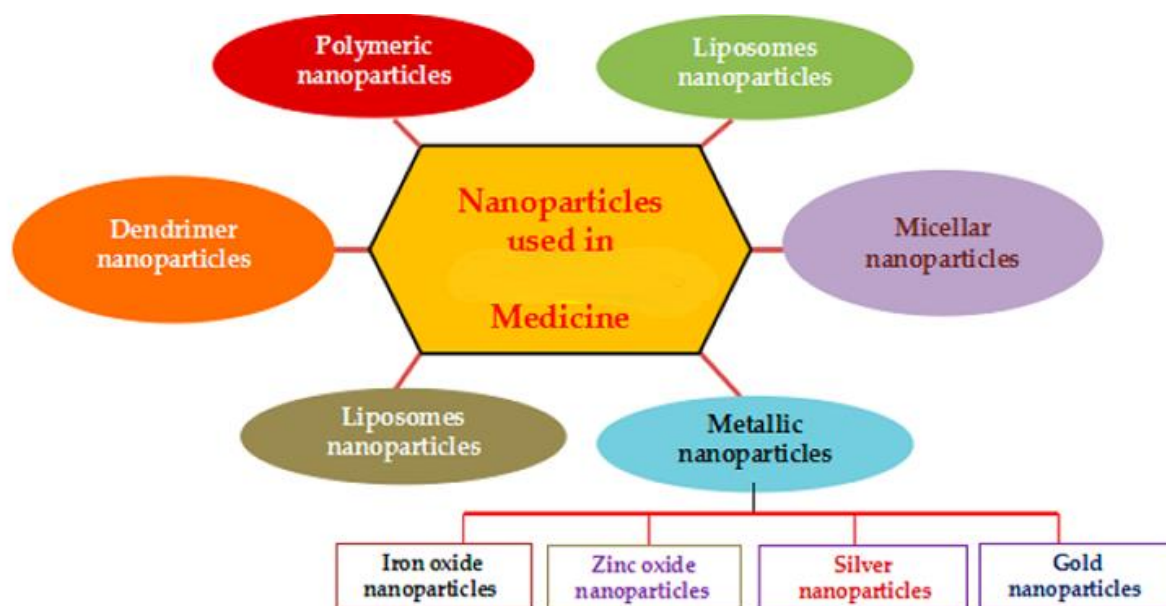 Polymeric
nanoparticles
Liposomes
nanoparticles
Nanoparticles
used in
Medicine
Dendrimer
nanoparticles
Micellar
nanoparticles
Liposomes
nanoparticles
Metallic
nanoparticles
Iron oxide
nanoparticles
Zinc oxide
nanoparticles
Silver
nanoparticles
Gold
nanoparticles